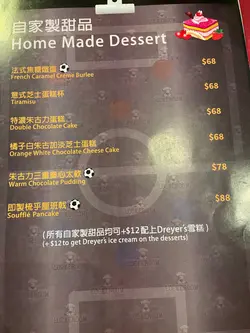 自家製甜品
Home Made Dessert
法式焦糖燉蛋
French Caramel Crème Burlee
$68
意式芝士蛋糕杯
Tiramisu
$68
特濃朱古力蛋糕
Double Chocolate Cake
$68
橘子白朱古力淡芝士蛋糕
Orange White Chocolate Cheese Cake
$68
朱古力三重藤心太軟
Warm Chocolate Pudding
$78
即製梳乎厘班戟
Soufflé Pancake
$88
(所有自家製甜品均可+$12配上Dreyer's雪糕)
(+ $12 to get Dreyer's ice cream on the desserts)